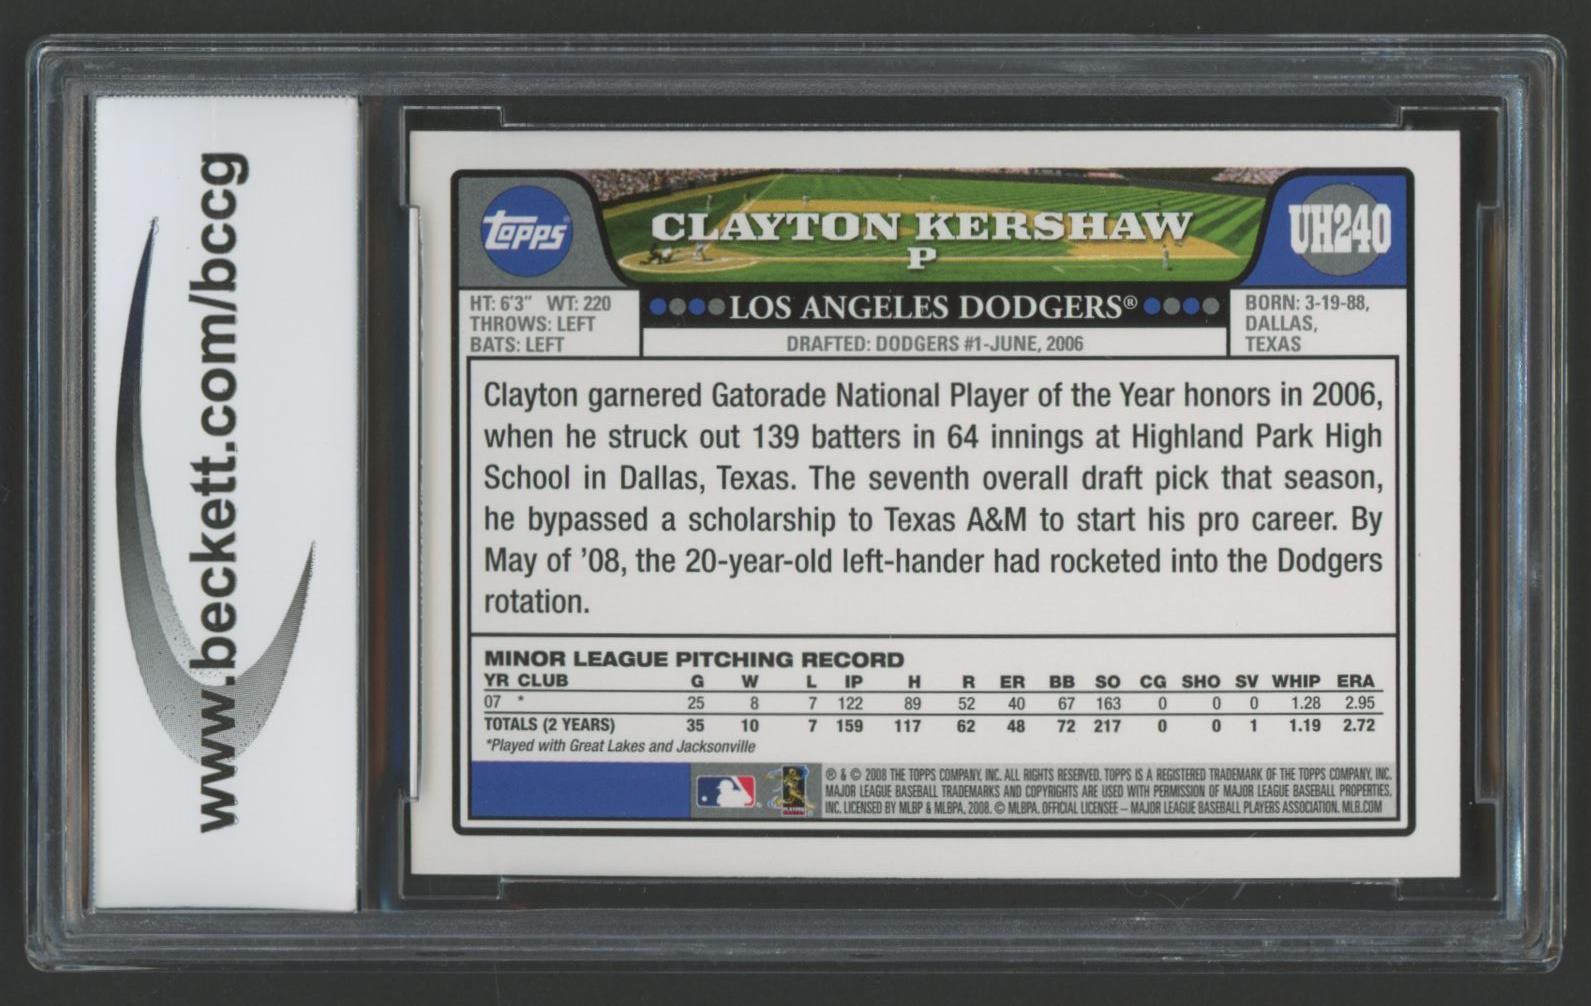 www.beckett.com/bccg
TOPPS
CLAYTON KERSHAW
P
UH240
HT: 6'3" WT: 220
THROWS: LEFT
BATS: LEFT
LOS ANGELES DODGERS®
DRAFTED: DODGERS #1-JUNE, 2006
BORN: 3-19-88,
DALLAS,
TEXAS
Clayton garnered Gatorade National Player of the Year honors in 2006,
when he struck out 139 batters in 64 innings at Highland Park High
School in Dallas, Texas. The seventh overall draft pick that season,
he bypassed a scholarship to Texas A&M to start his pro career. By
May of '08, the 20-year-old left-hander had rocketed into the Dodgers
rotation.
MINOR LEAGUE PITCHING RECORD
YR CLUB G W L IP H R ER BB SO CG SHO SV WHIP ERA
07 * 25 8 7 122 89 52 40 67 163 0 0 0 1.28 2.95
TOTALS (2 YEARS) 35 10 7 159 117 62 48 72 217 0 0 1 1.19 2.72
*Played with Great Lakes and Jacksonville
® & © 2008 THE TOPPS COMPANY, INC. ALL RIGHTS RESERVED. TOPPS IS A REGISTERED TRADEMARK OF THE TOPPS COMPANY, INC.
MAJOR LEAGUE BASEBALL TRADEMARKS AND COPYRIGHTS ARE USED WITH PERMISSION OF MAJOR LEAGUE BASEBALL PROPERTIES,
INC. LICENSED BY MLBP & MLBPA, 2008. © MLBPA. OFFICIAL LICENSEE – MAJOR LEAGUE BASEBALL PLAYERS ASSOCIATION. MLB.COM